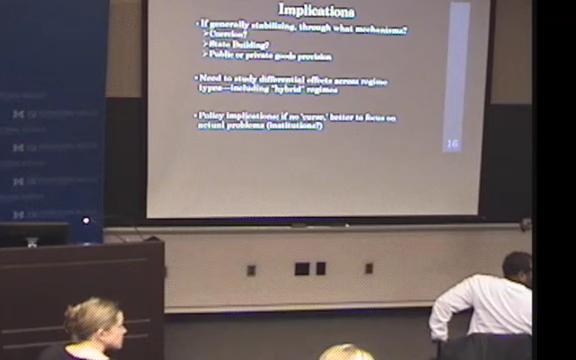 Implications
• If generally stabilizing, through what mechanisms?
➢Coercion?
➢State Building?
➢Public or private goods provision
• Need to study differential effects across regime
types—including "hybrid" regimes
• Policy implications: if no 'curse,' better to focus on
actual problems (institutions?)
16